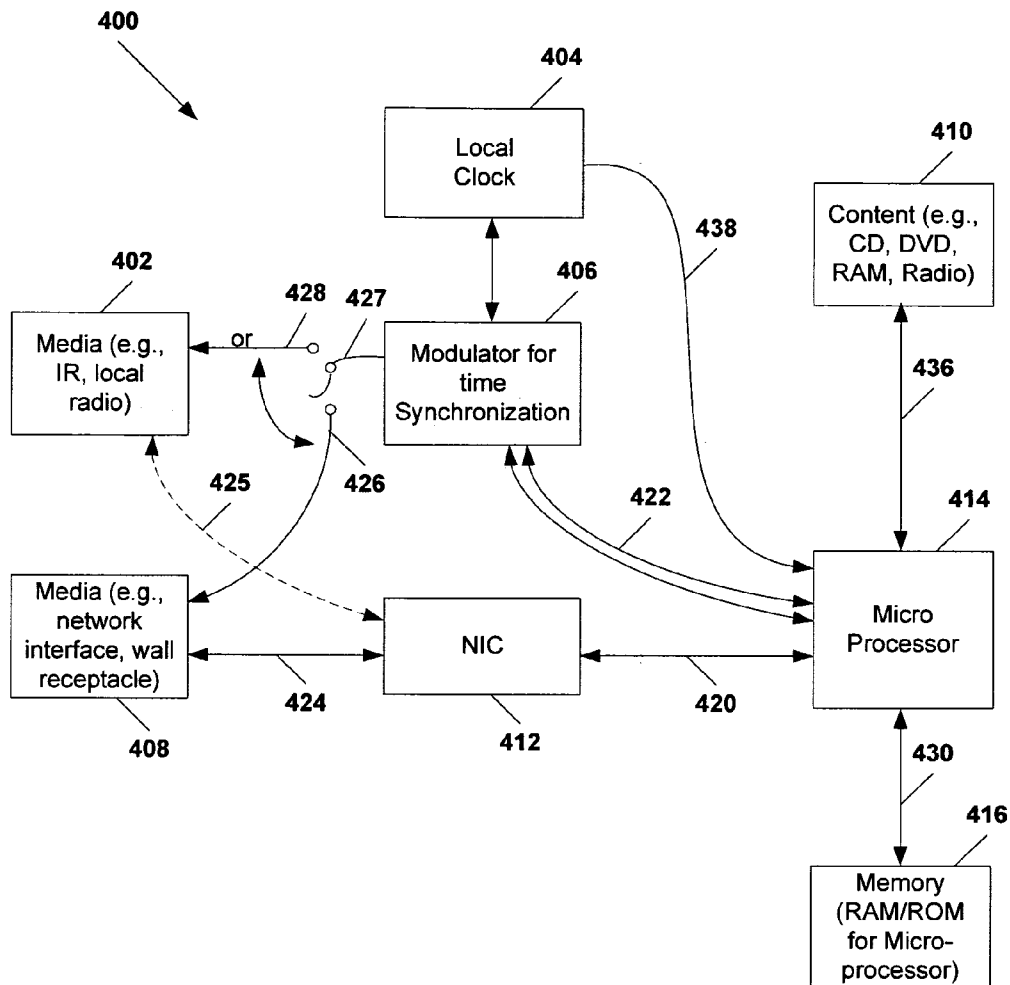 400
404
Local
Clock
410
Content (e.g.,
CD, DVD,
RAM, Radio)
438
402
428
427
406
or
Media (e.g.,
IR, local
radio)
Modulator for
time
Synchronization
436
426
425
422
414
Media (e.g.,
network
interface, wall
receptacle)
NIC
Micro
Processor
424
420
408
412
430
416
Memory
(RAM/ROM
for Micro-
processor)